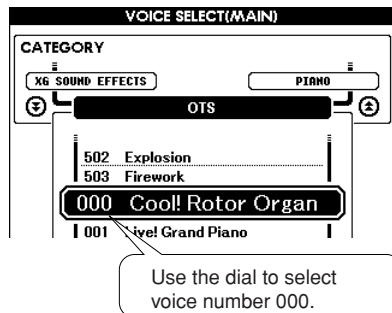 VOICE SELECT(MAIN)
CATEGORY
XG SOUND EFFECTS
PIANO
OTS
502 Explosion
503 Firework
000 Cool! Rotor Organ
001 Live! Grand Piano
Use the dial to select
voice number 000.